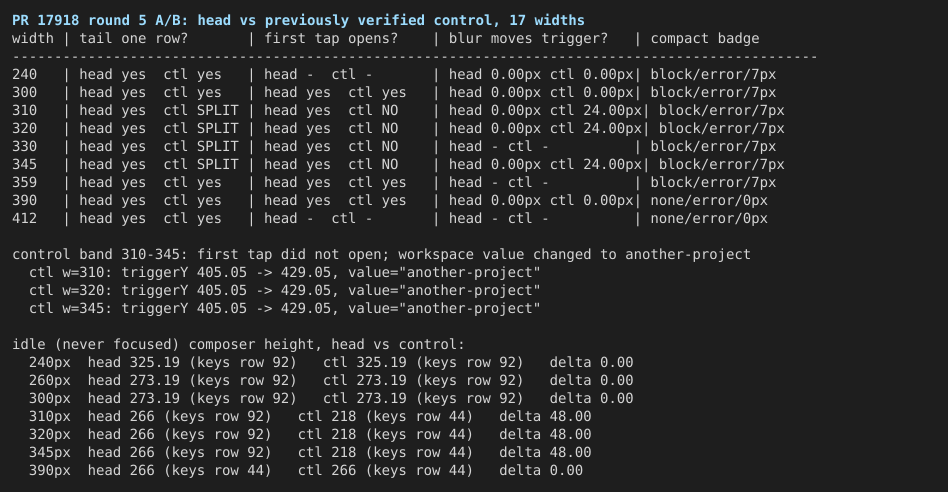 PR 17918 round 5 A/B: head vs previously verified control, 17 widths
width | tail one row? | first tap opens? | blur moves trigger? | compact badge
------------------------------------------------------------------------------------------------
240 | head yes ctl yes | head - ctl - | head 0.00px ctl 0.00px| block/error/7px
300 | head yes ctl yes | head yes ctl yes | head 0.00px ctl 0.00px| block/error/7px
310 | head yes ctl SPLIT | head yes ctl NO | head 0.00px ctl 24.00px| block/error/7px
320 | head yes ctl SPLIT | head yes ctl NO | head 0.00px ctl 24.00px| block/error/7px
330 | head yes ctl SPLIT | head yes ctl NO | head - ctl - | block/error/7px
345 | head yes ctl SPLIT | head yes ctl NO | head 0.00px ctl 24.00px| block/error/7px
359 | head yes ctl yes | head yes ctl yes | head - ctl - | block/error/7px
390 | head yes ctl yes | head yes ctl yes | head 0.00px ctl 0.00px| none/error/0px
412 | head yes ctl yes | head - ctl - | head - ctl - | none/error/0px
control band 310-345: first tap did not open; workspace value changed to another-project
ctl w=310: triggerY 405.05 -> 429.05, value="another-project"
ctl w=320: triggerY 405.05 -> 429.05, value="another-project"
ctl w=345: triggerY 405.05 -> 429.05, value="another-project"
idle (never focused) composer height, head vs control:
240px head 325.19 (keys row 92) ctl 325.19 (keys row 92) delta 0.00
260px head 273.19 (keys row 92) ctl 273.19 (keys row 92) delta 0.00
300px head 273.19 (keys row 92) ctl 273.19 (keys row 92) delta 0.00
310px head 266 (keys row 92) ctl 218 (keys row 44) delta 48.00
320px head 266 (keys row 92) ctl 218 (keys row 44) delta 48.00
345px head 266 (keys row 92) ctl 218 (keys row 44) delta 48.00
390px head 266 (keys row 44) ctl 266 (keys row 44) delta 0.00